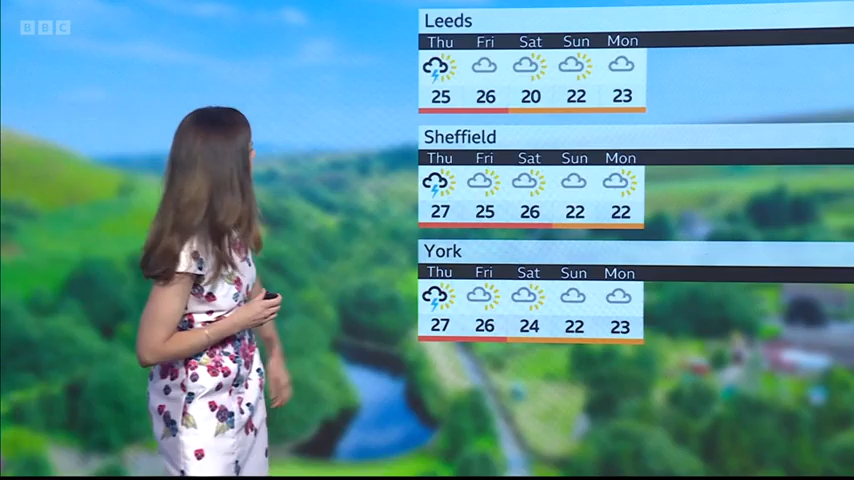 BBC
Leeds
Thu Fri Sat Sun Mon
25 26 20 22 23
Sheffield
Thu Fri Sat Sun Mon
27 25 26 22 22
York
Thu Fri Sat Sun Mon
27 26 24 22 23